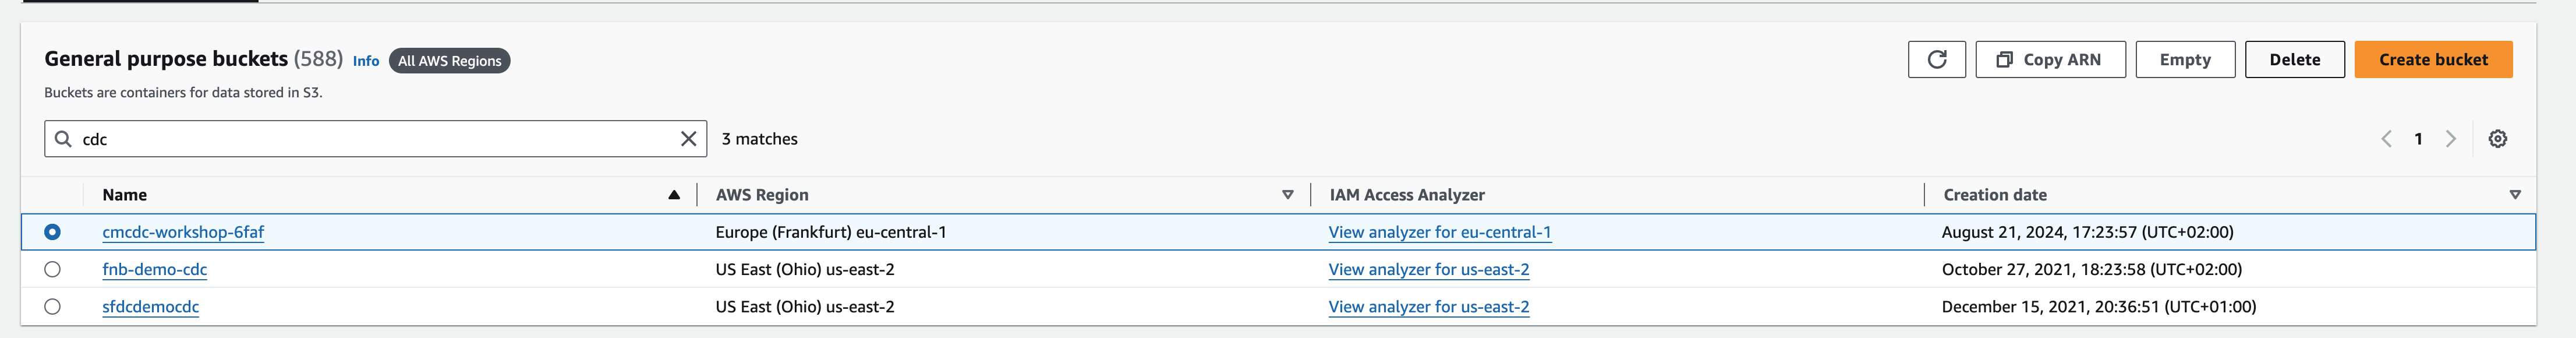 General purpose buckets (588) Info All AWS Regions
Copy ARN Empty Delete Create bucket
Buckets are containers for data stored in S3.
cdc 3 matches 1
Name AWS Region IAM Access Analyzer Creation date
cmcdc-workshop-6faf Europe (Frankfurt) eu-central-1 View analyzer for eu-central-1 August 21, 2024, 17:23:57 (UTC+02:00)
fnb-demo-cdc US East (Ohio) us-east-2 View analyzer for us-east-2 October 27, 2021, 18:23:58 (UTC+02:00)
sfdcdemocdc US East (Ohio) us-east-2 View analyzer for us-east-2 December 15, 2021, 20:36:51 (UTC+01:00)